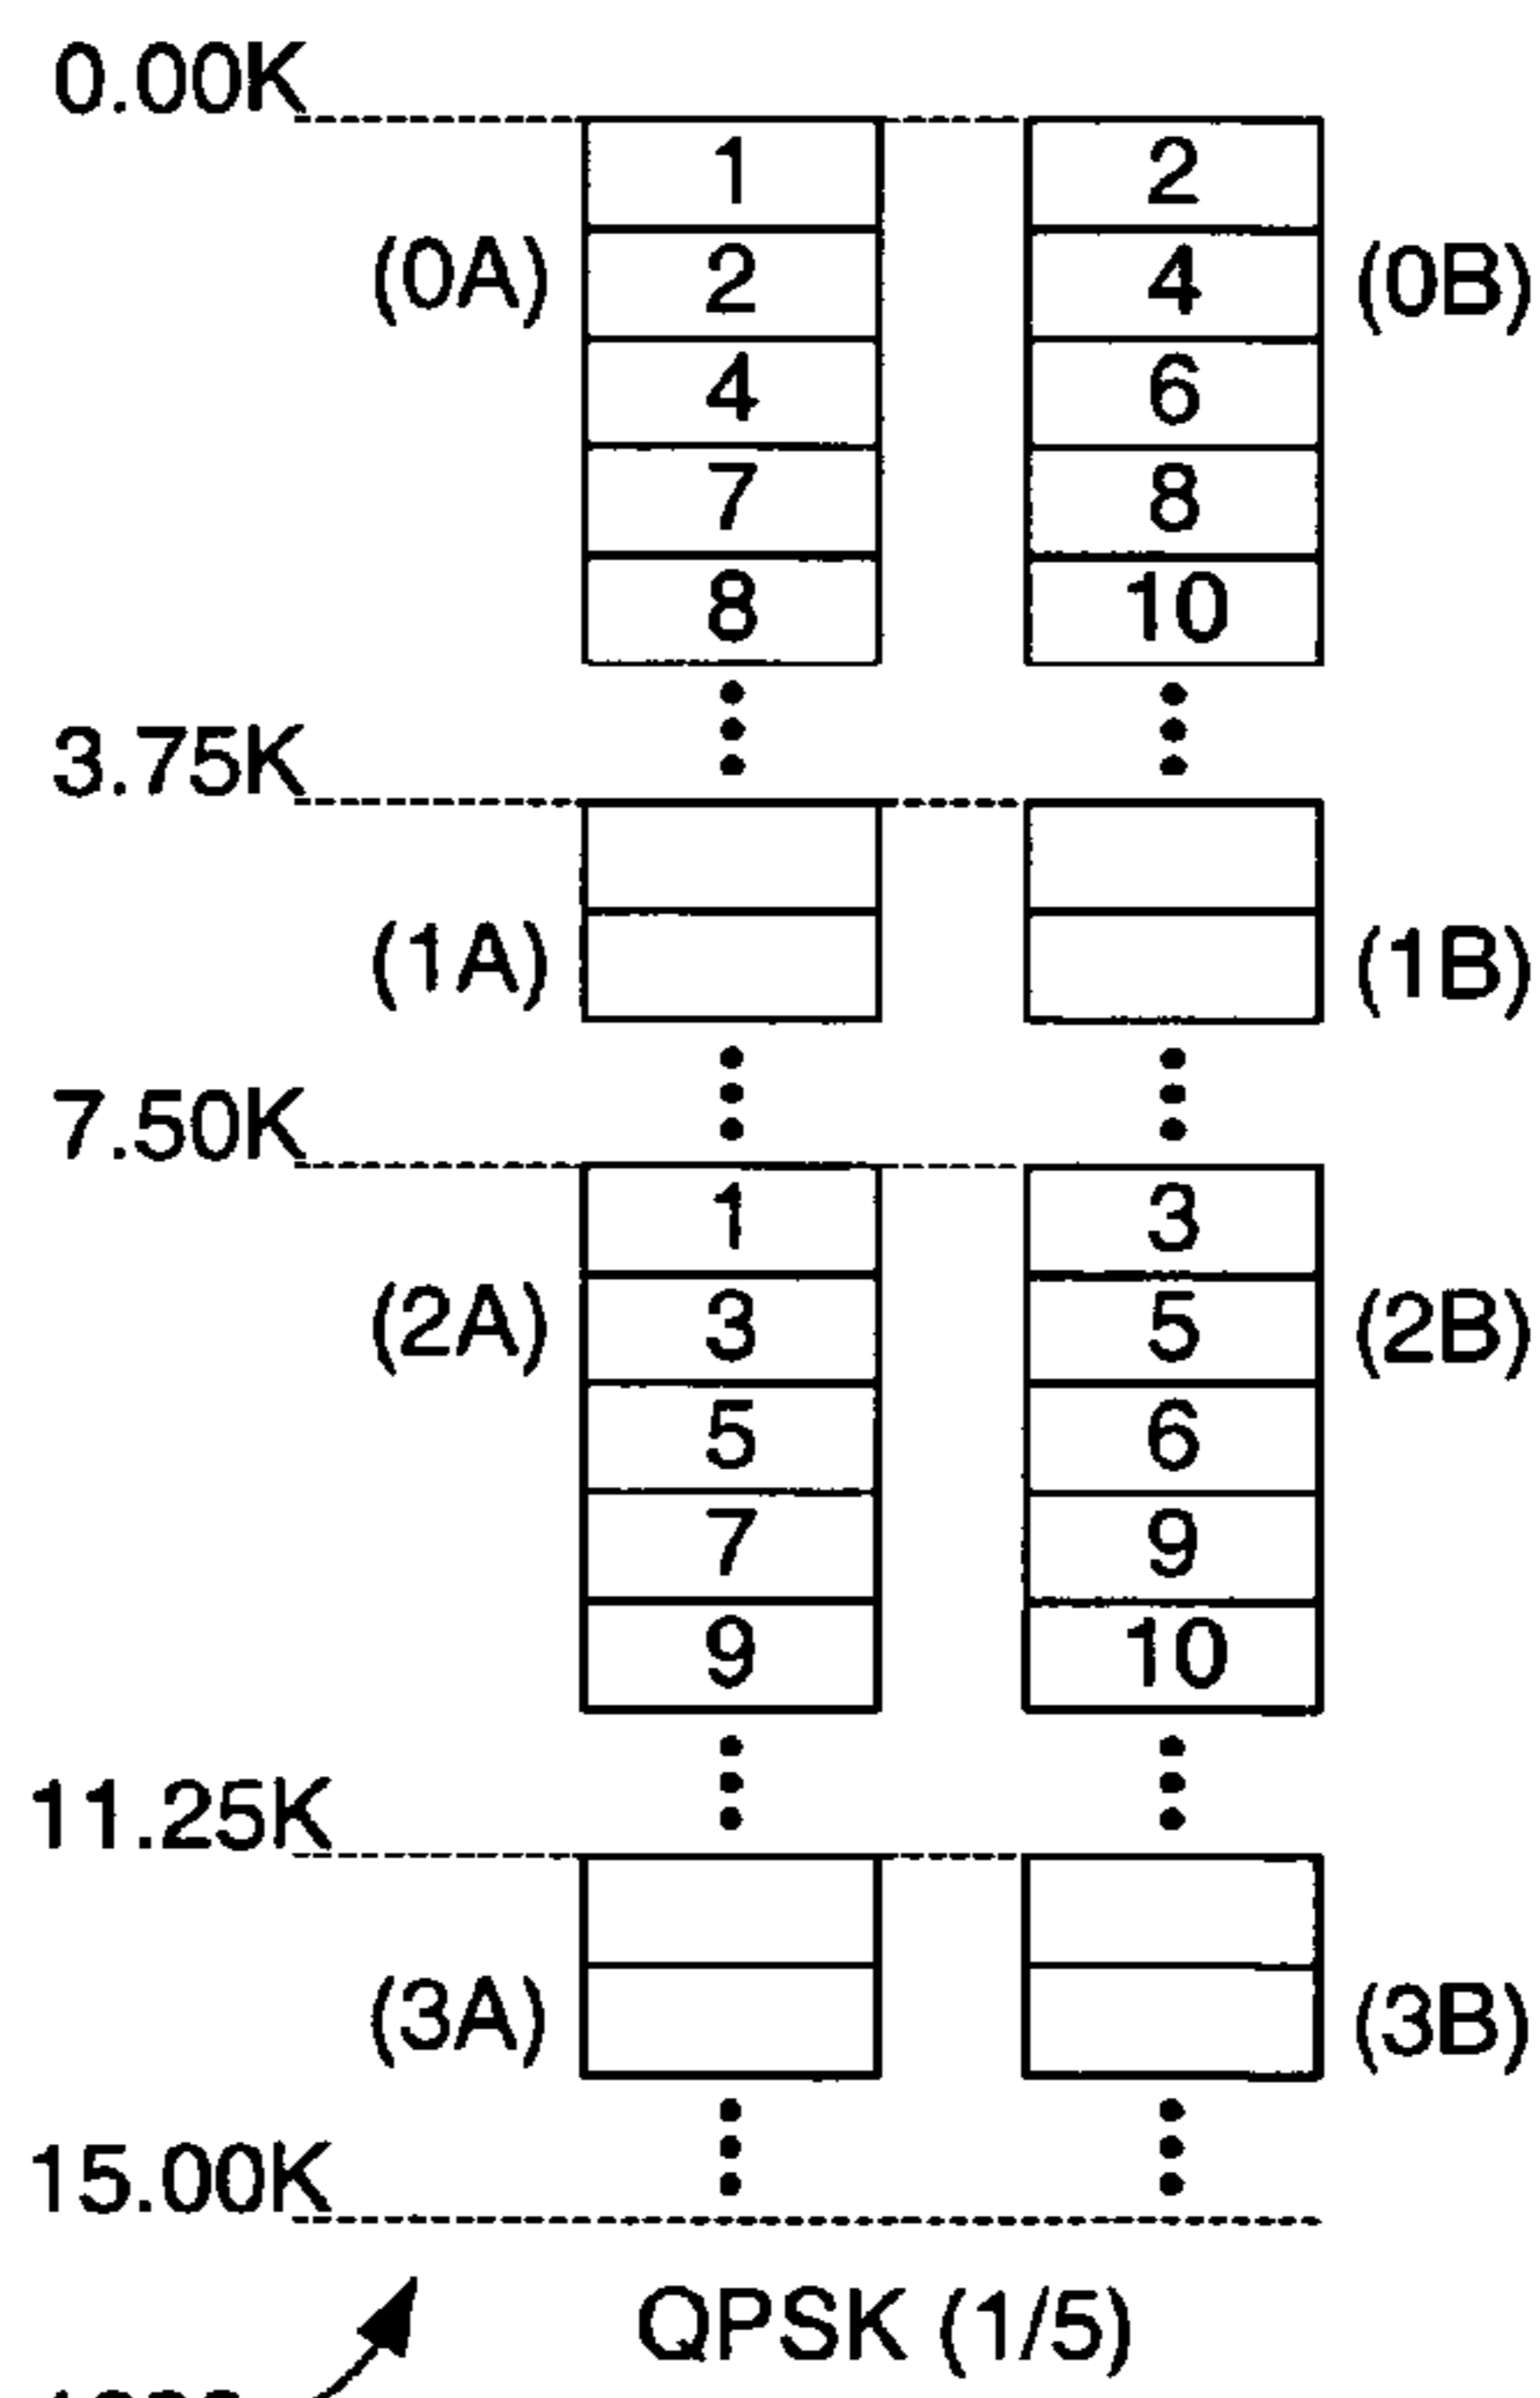 0.00K
1 2
(0A) 2 4 (0B)
4 6
7 8
8 10
3.75K
(1A) (1B)
7.50K
1 3
(2A) 3 5 (2B)
5 6
7 9
9 10
11.25K
(3A) (3B)
15.00K
QPSK (1/5)